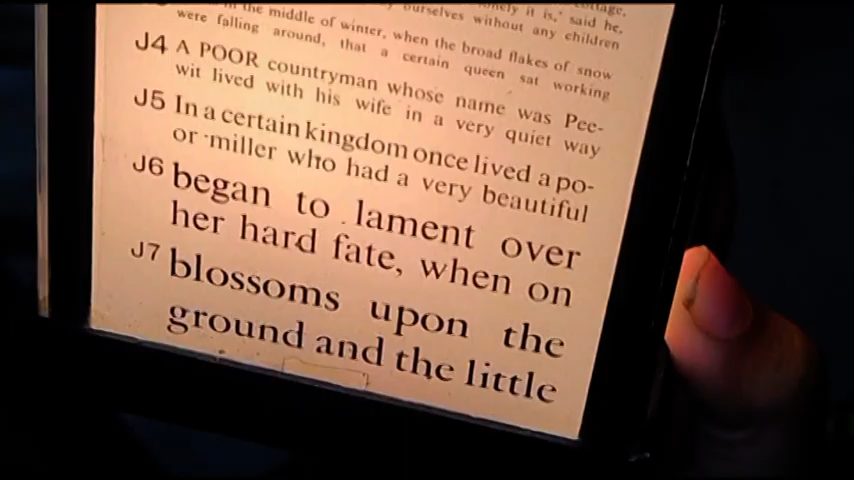 cottage,
ourselves without any children
lonely it is,' said he,
in the middle of winter, when the broad flakes of snow
were falling around, that a certain queen sat working
J4 A POOR countryman whose name was Pee-
wit lived with his wife in a very quiet way
J5 In a certain kingdom once lived a po-
or miller who had a very beautiful
J6 began to lament over
her hard fate, when on
J7 blossoms upon the
ground and the little